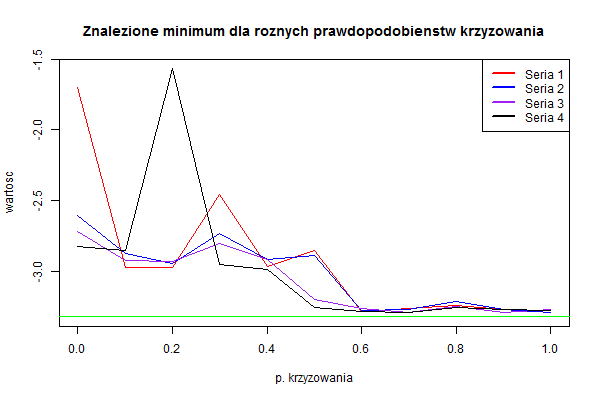 Znalezione minimum dla roznych prawdopodobienstw krzyzowania
Seria 1
Seria 2
Seria 3
Seria 4
wartosc
-1.5
-2.0
-2.5
-3.0
0.0 0.2 0.4 0.6 0.8 1.0
p. krzyzowania